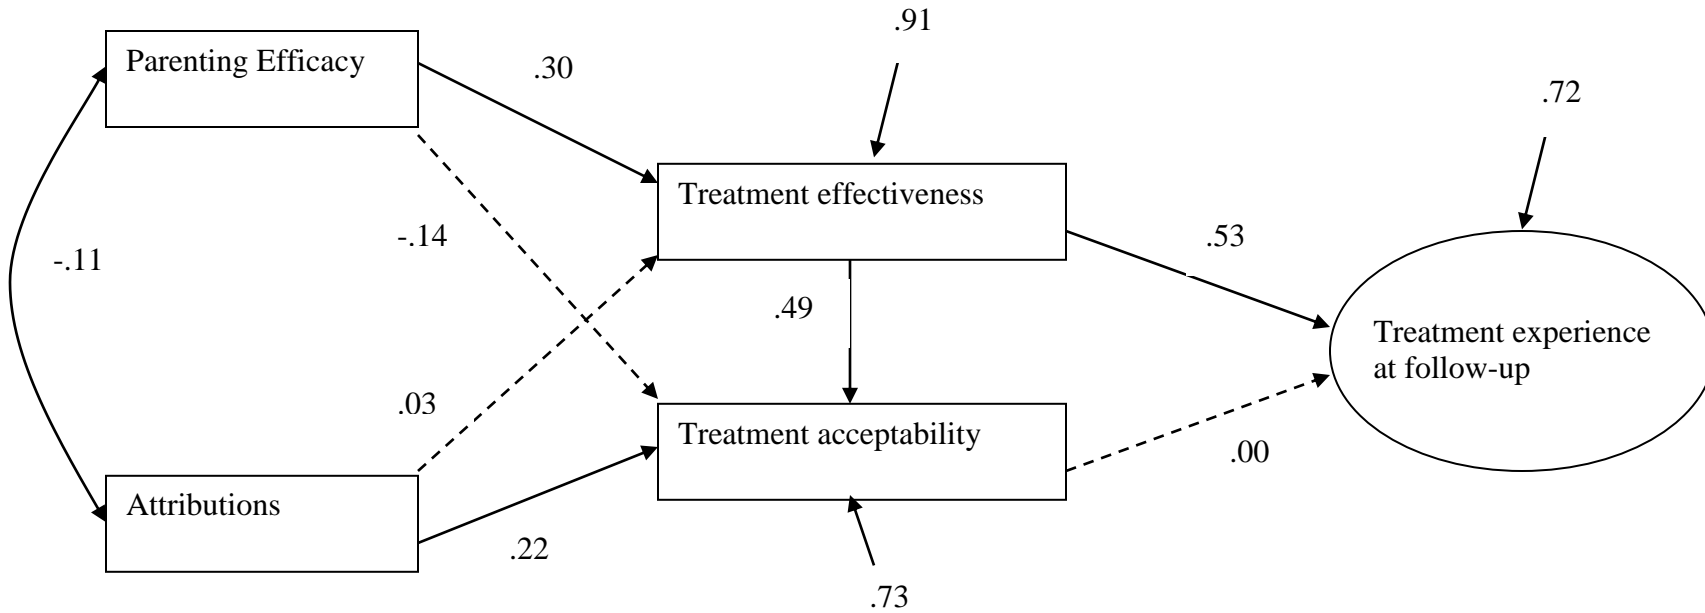 .91
Parenting Efficacy
.30
.72
Treatment effectiveness
-.14
.53
-.11
.49
Treatment experience
at follow-up
.03
Treatment acceptability
.00
Attributions
.22
.73